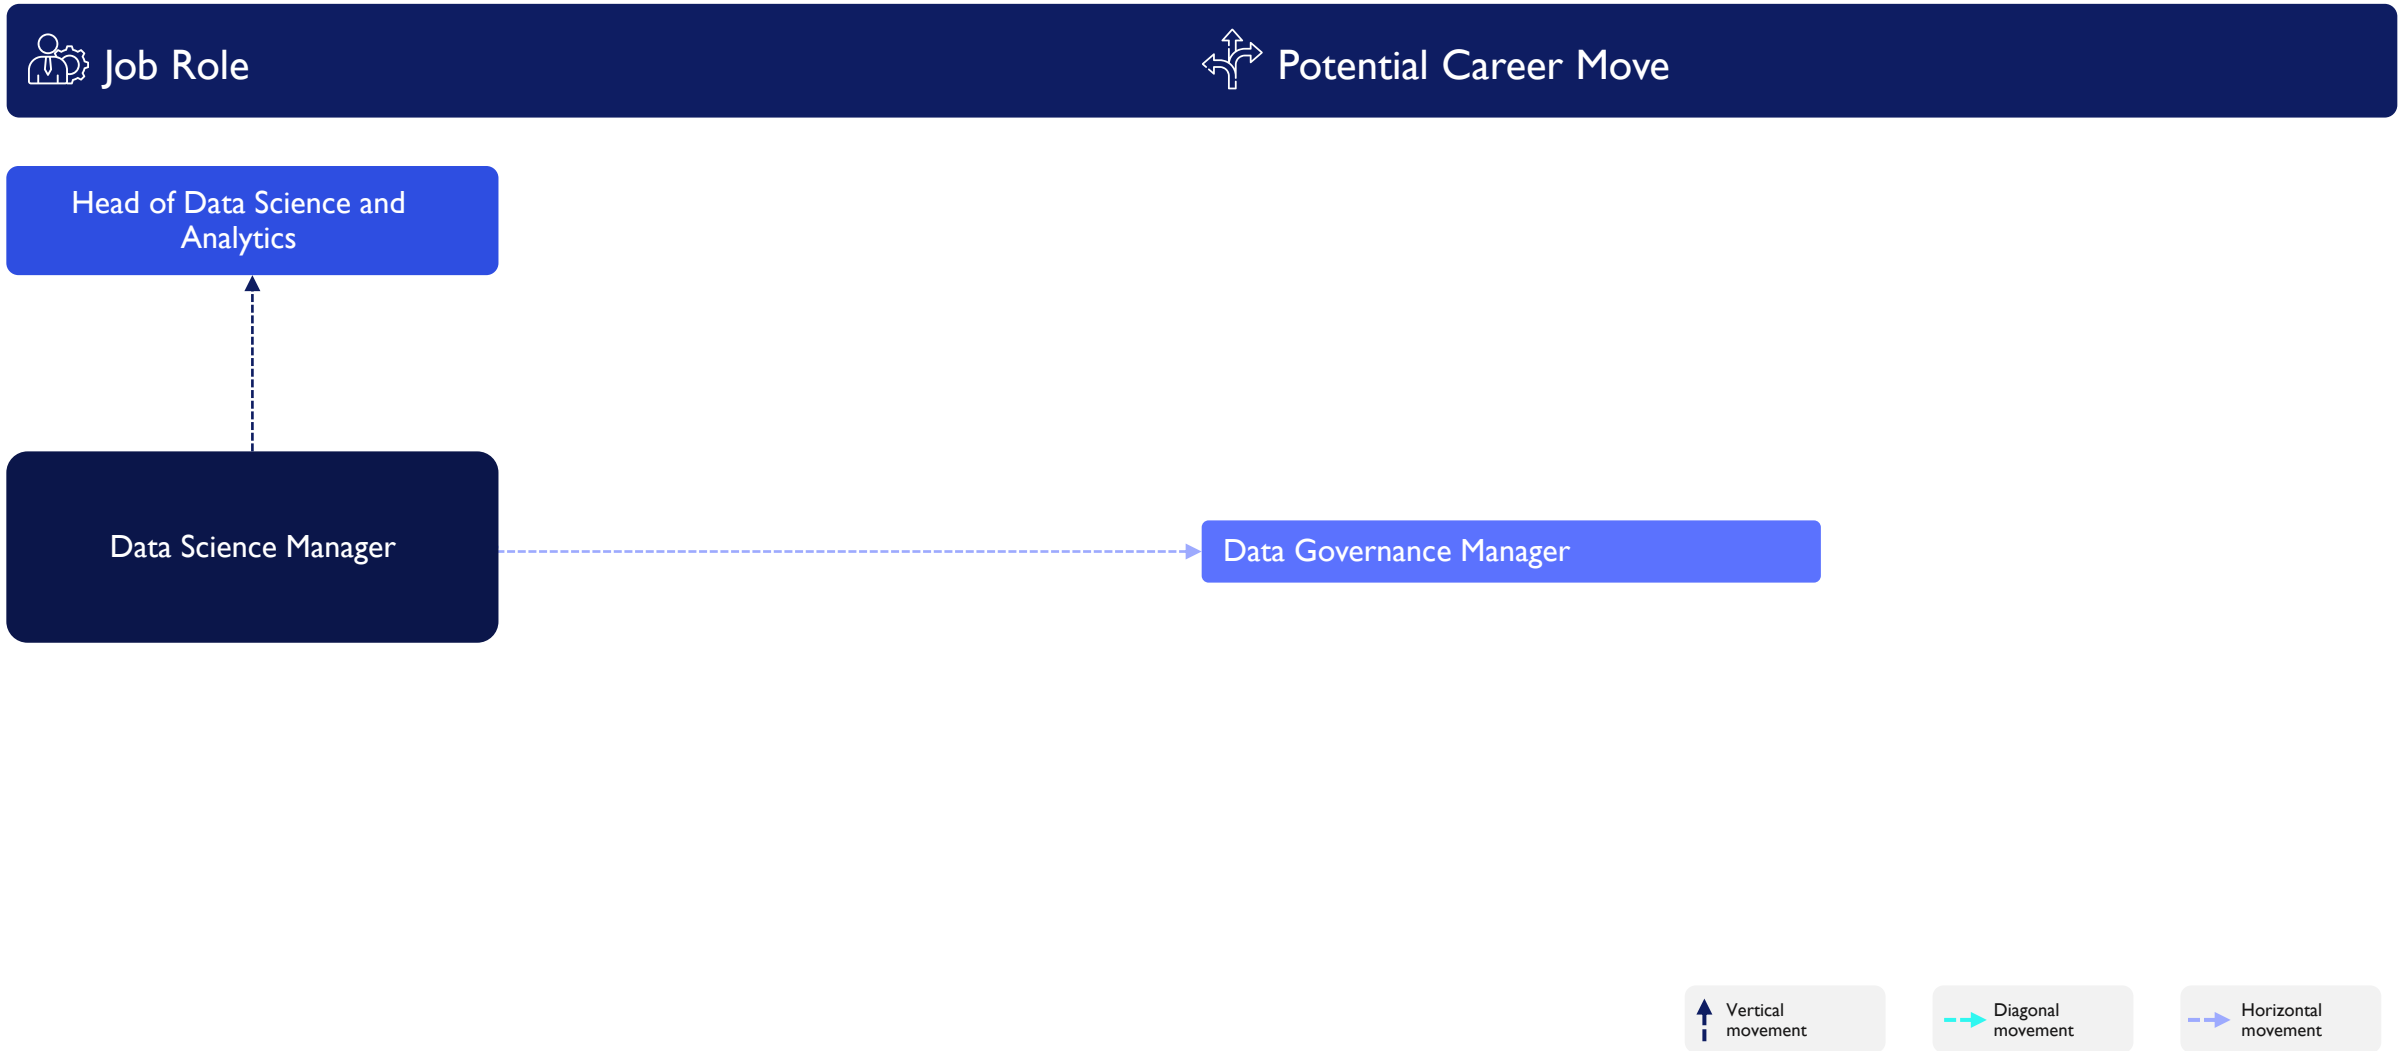 Job Role
Potential Career Move
Head of Data Science and
Analytics
Data Science Manager
Data Governance Manager
Vertical
movement
Diagonal
movement
Horizontal
movement